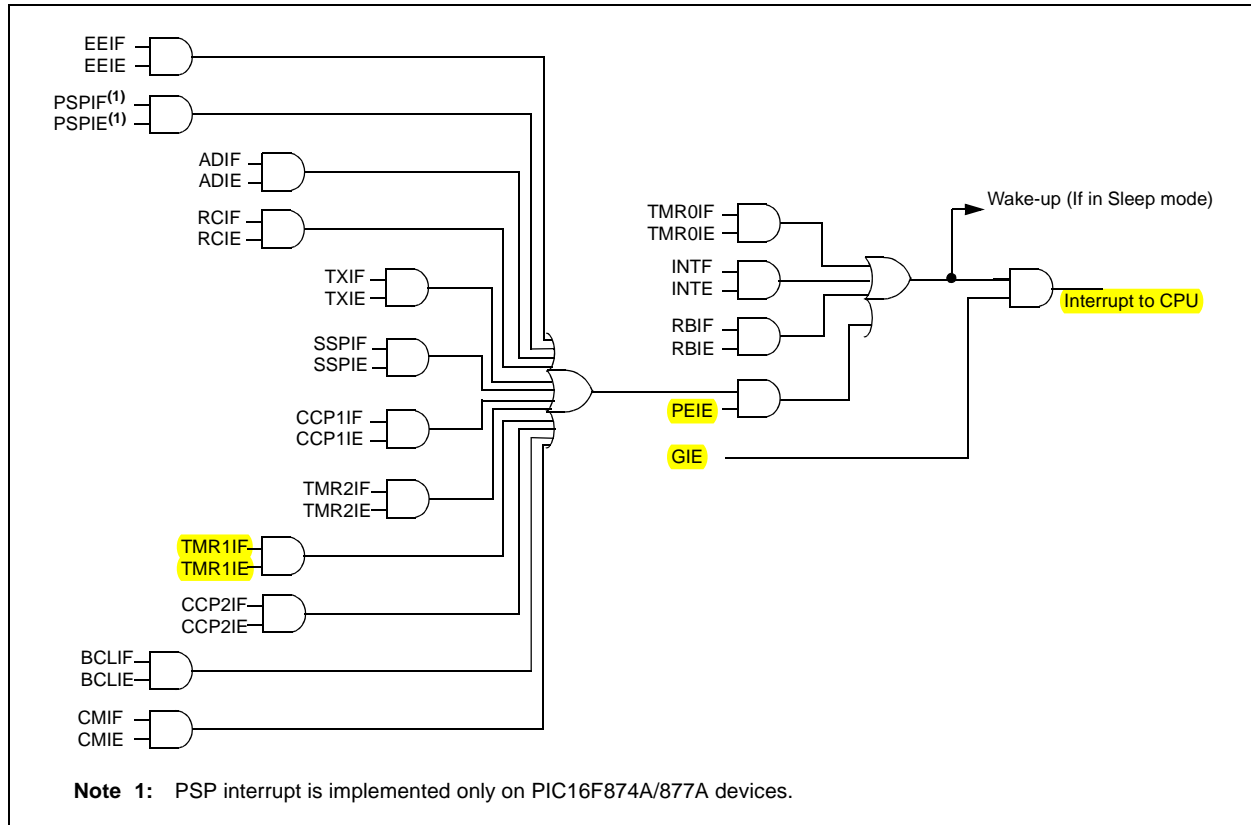 EEIF
EEIE
PSPIF(1)
PSPIE(1)
ADIF
ADIE
RCIF
RCIE
TXIF
TXIE
SSPIF
SSPIE
CCP1IF
CCP1IE
TMR2IF
TMR2IE
TMR1IF
TMR1IE
CCP2IF
CCP2IE
BCLIF
BCLIE
CMIF
CMIE
TMR0IF
TMR0IE
INTF
INTE
RBIF
RBIE
PEIE
GIE
Wake-up (If in Sleep mode)
Interrupt to CPU
Note 1: PSP interrupt is implemented only on PIC16F874A/877A devices.